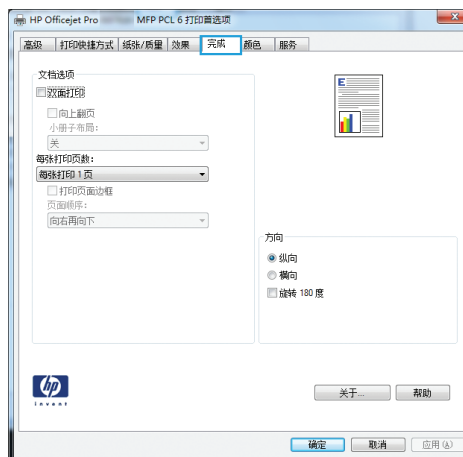 HP Officejet Pro MFP PCL 6 打印首选项
高级 打印快捷方式 纸张/质量 效果 完成 颜色 服务
文档选项
双面打印
向上翻页
小册子布局:
关
每张打印页数:
每张打印 1 页
打印页面边框
页面顺序:
向右再向下
E
方向
纵向
横向
旋转 180 度
hp
invent
关于... 帮助
确定 取消 应用(A)